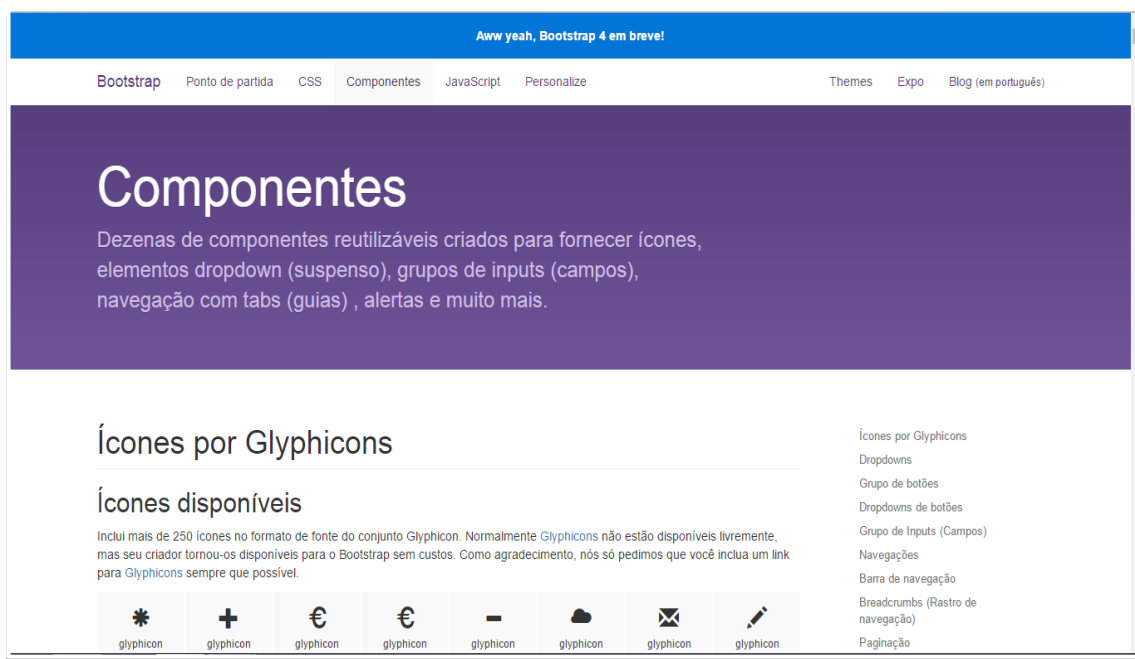 Aww yeah, Bootstrap 4 em breve!
Bootstrap Ponto de partida CSS Componentes JavaScript Personalize Themes Expo Blog (em português)
Componentes
Dezenas de componentes reutilizáveis criados para fornecer ícones,
elementos dropdown (suspenso), grupos de inputs (campos),
navegação com tabs (guias) , alertas e muito mais.
Ícones por Glyphicons
Ícones disponíveis
Inclui mais de 250 ícones no formato de fonte do conjunto Glyphicon. Normalmente Glyphicons não estão disponíveis livremente,
mas seu criador tornou-os disponíveis para o Bootstrap sem custos. Como agradecimento, nós só pedimos que você inclua um link
para Glyphicons sempre que possível.
glyphicon glyphicon glyphicon glyphicon glyphicon glyphicon glyphicon glyphicon
Ícones por Glyphicons
Dropdowns
Grupo de botões
Dropdowns de botões
Grupo de Inputs (Campos)
Navegações
Barra de navegação
Breadcrumbs (Rastro de
navegação)
Paginação